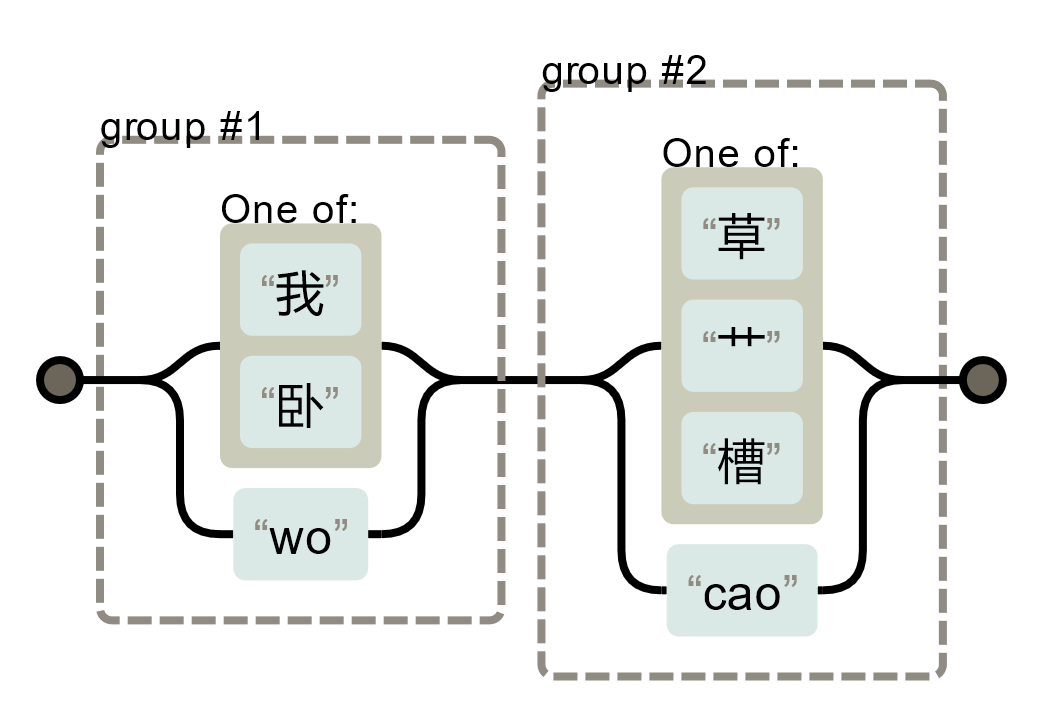 group #1
One of:
“我”
“卧”
“wo”
group #2
One of:
“草”
“艹”
“槽”
“cao”